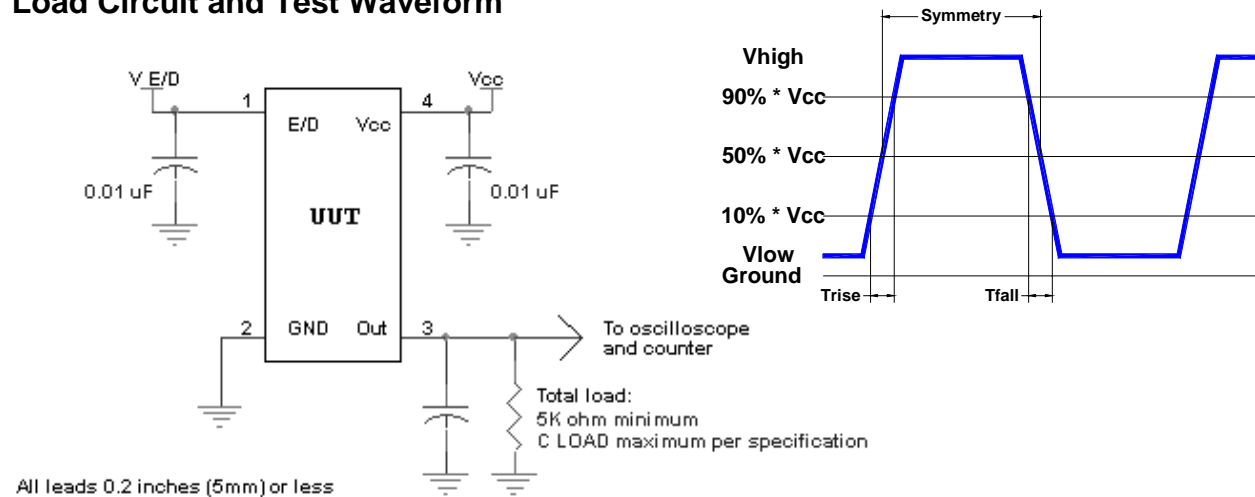 Load Circuit and Test Waveform
V E/D
Vcc
1
4
E/D
Vcc
0.01 uF
0.01 uF
UUT
2
GND
Out
3
To oscilloscope
and counter
Total load:
5K ohm minimum
C LOAD maximum per specification
All leads 0.2 inches (5mm) or less
Symmetry
Vhigh
90% * Vcc
50% * Vcc
10% * Vcc
Vlow
Ground
Trise
Tfall